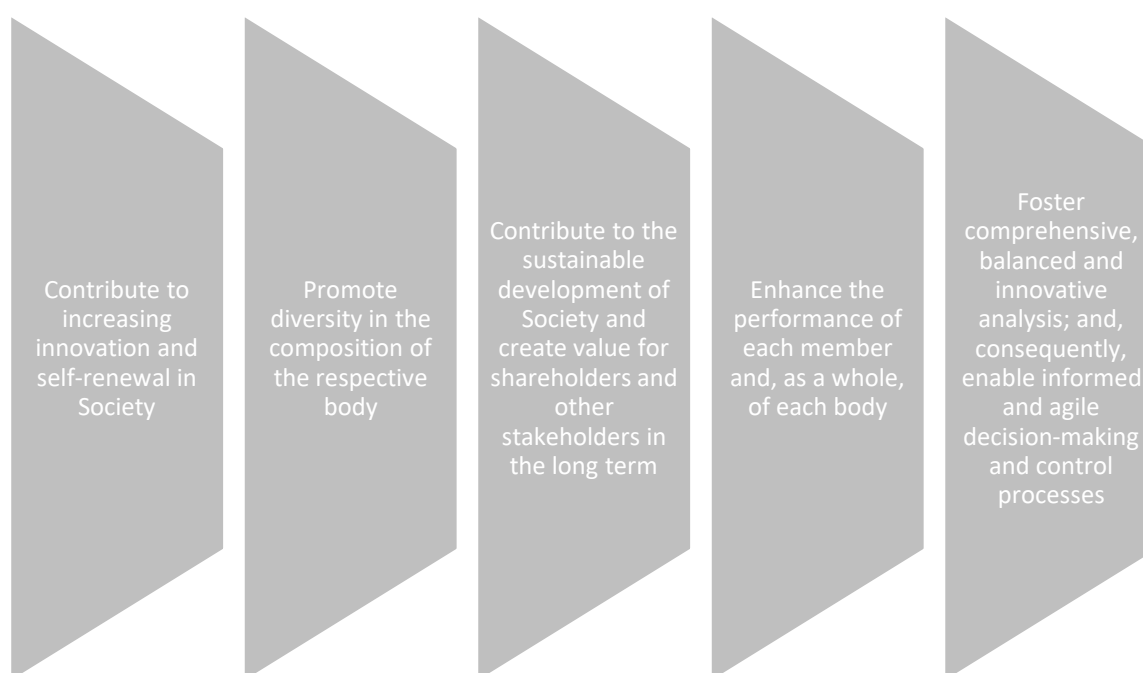 Contribute to
increasing
innovation and
self-renewal in
Society
Promote
diversity in the
composition of
the respective
body
Contribute to the
sustainable
development of
Society and
create value for
shareholders and
other
stakeholders in
the long term
Enhance the
performance of
each member
and, as a whole,
of each body
Foster
comprehensive,
balanced and
innovative
analysis; and,
consequently,
enable informed
and agile
decision-making
and control
processes